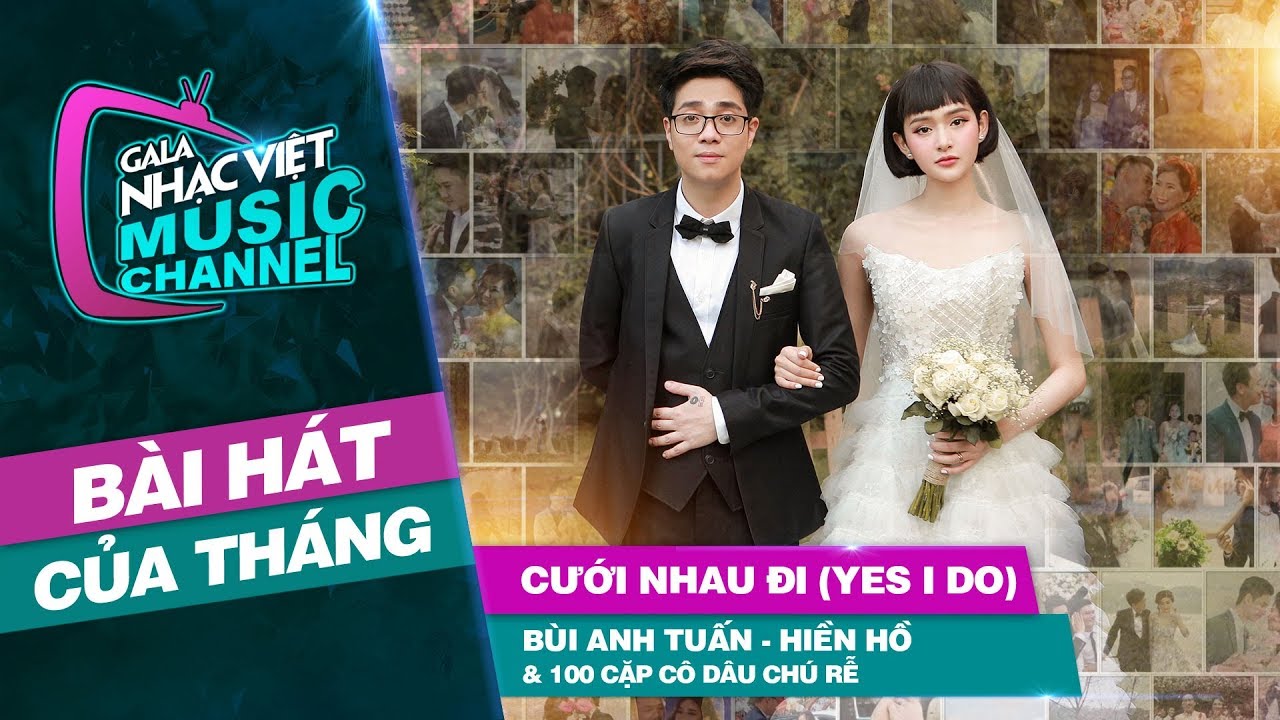 GALA
NHẠC VIỆT
MUSIC
CHANNEL
BÀI HÁT
CỦA THÁNG
CƯỚI NHAU ĐI (YES I DO)
BÙI ANH TUẤN - HIỀN HỒ
& 100 CẶP CÔ DÂU CHÚ RỄ